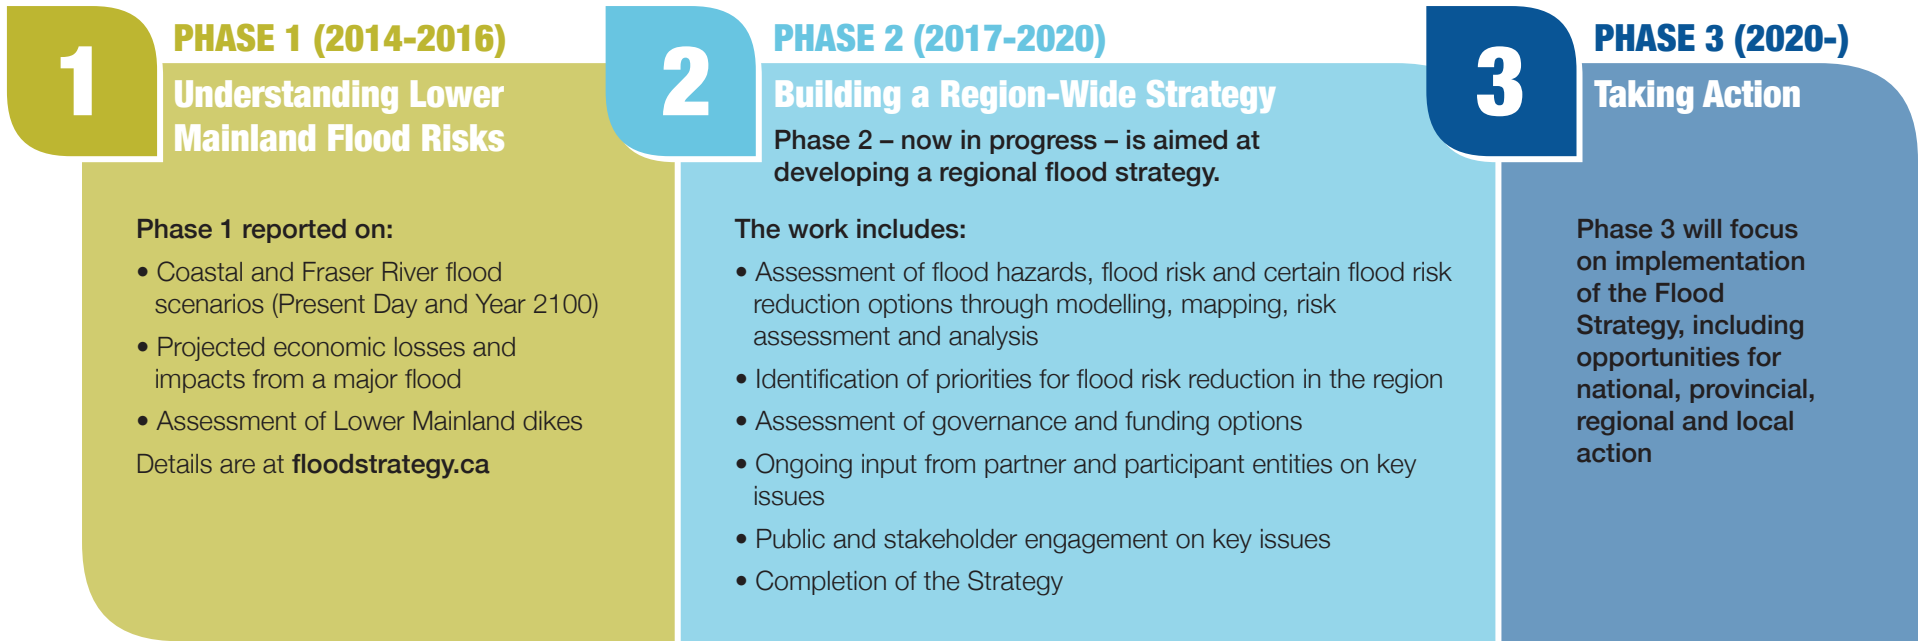 1
PHASE 1 (2014-2016)
Understanding Lower
Mainland Flood Risks
Phase 1 reported on:
• Coastal and Fraser River flood
scenarios (Present Day and Year 2100)
• Projected economic losses and
impacts from a major flood
• Assessment of Lower Mainland dikes
Details are at floodstrategy.ca
2
PHASE 2 (2017-2020)
Building a Region-Wide Strategy
Phase 2 – now in progress – is aimed at
developing a regional flood strategy.
The work includes:
• Assessment of flood hazards, flood risk and certain flood risk
reduction options through modelling, mapping, risk
assessment and analysis
• Identification of priorities for flood risk reduction in the region
• Assessment of governance and funding options
• Ongoing input from partner and participant entities on key
issues
• Public and stakeholder engagement on key issues
• Completion of the Strategy
3
PHASE 3 (2020-)
Taking Action
Phase 3 will focus
on implementation
of the Flood
Strategy, including
opportunities for
national, provincial,
regional and local
action